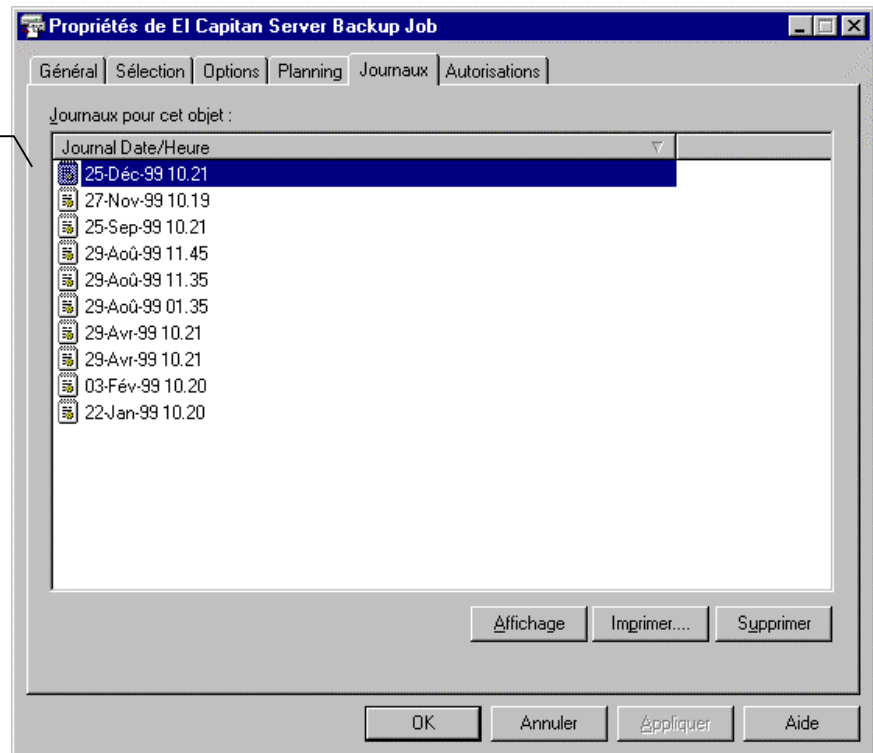 Propriétés de El Capitan Server Backup Job
Général Sélection Options Planning Journaux Autorisations
Journaux pour cet objet :
Journal Date/Heure
25-Déc-99 10.21
27-Nov-99 10.19
25-Sep-99 10.21
29-Aoû-99 11.45
29-Aoû-99 11.35
29-Aoû-99 01.35
29-Avr-99 10.21
29-Avr-99 10.21
03-Fév-99 10.20
22-Jan-99 10.20
Affichage Imprimer.... Supprimer
OK Annuler Appliquer Aide